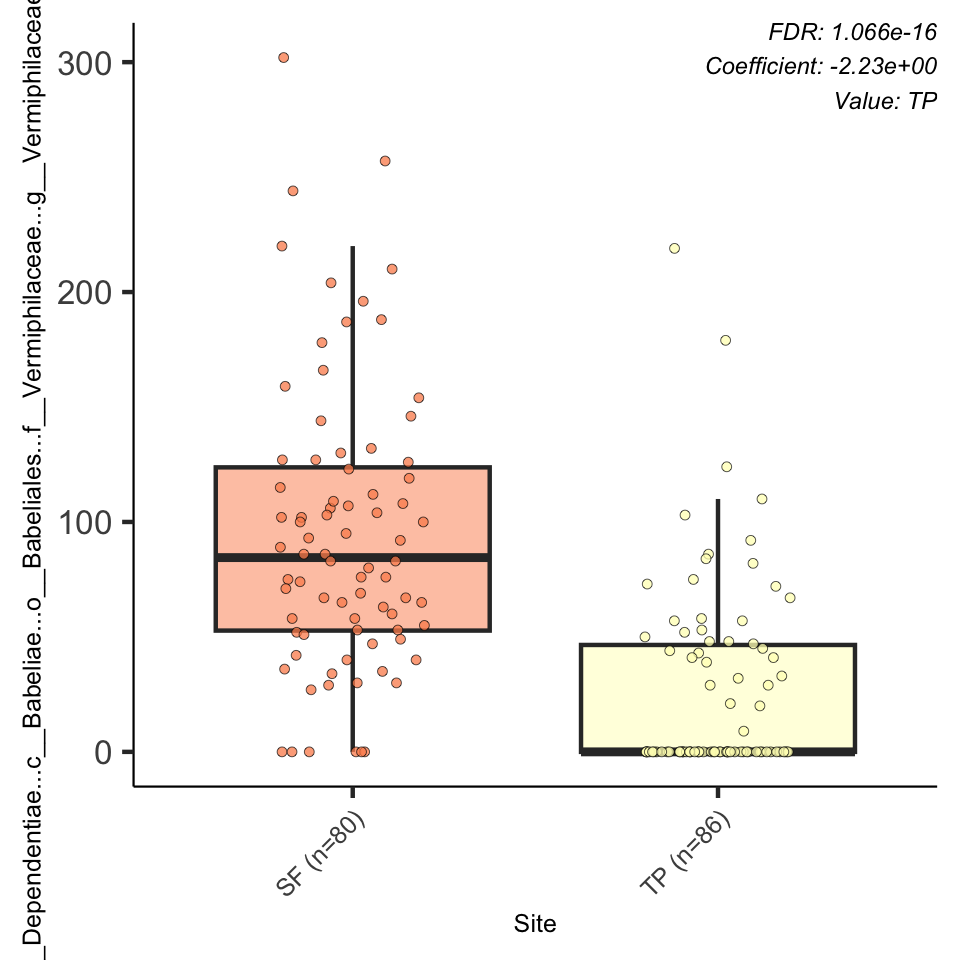 FDR: 1.066e-16
Coefficient: -2.23e+00
Value: TP
_Dependentiae...c__Babeliae...o__Babeliales...f__Vermiphilaceae...g__Vermiphilaceae
300
200
100
0
SF (n=80)
TP (n=86)
Site